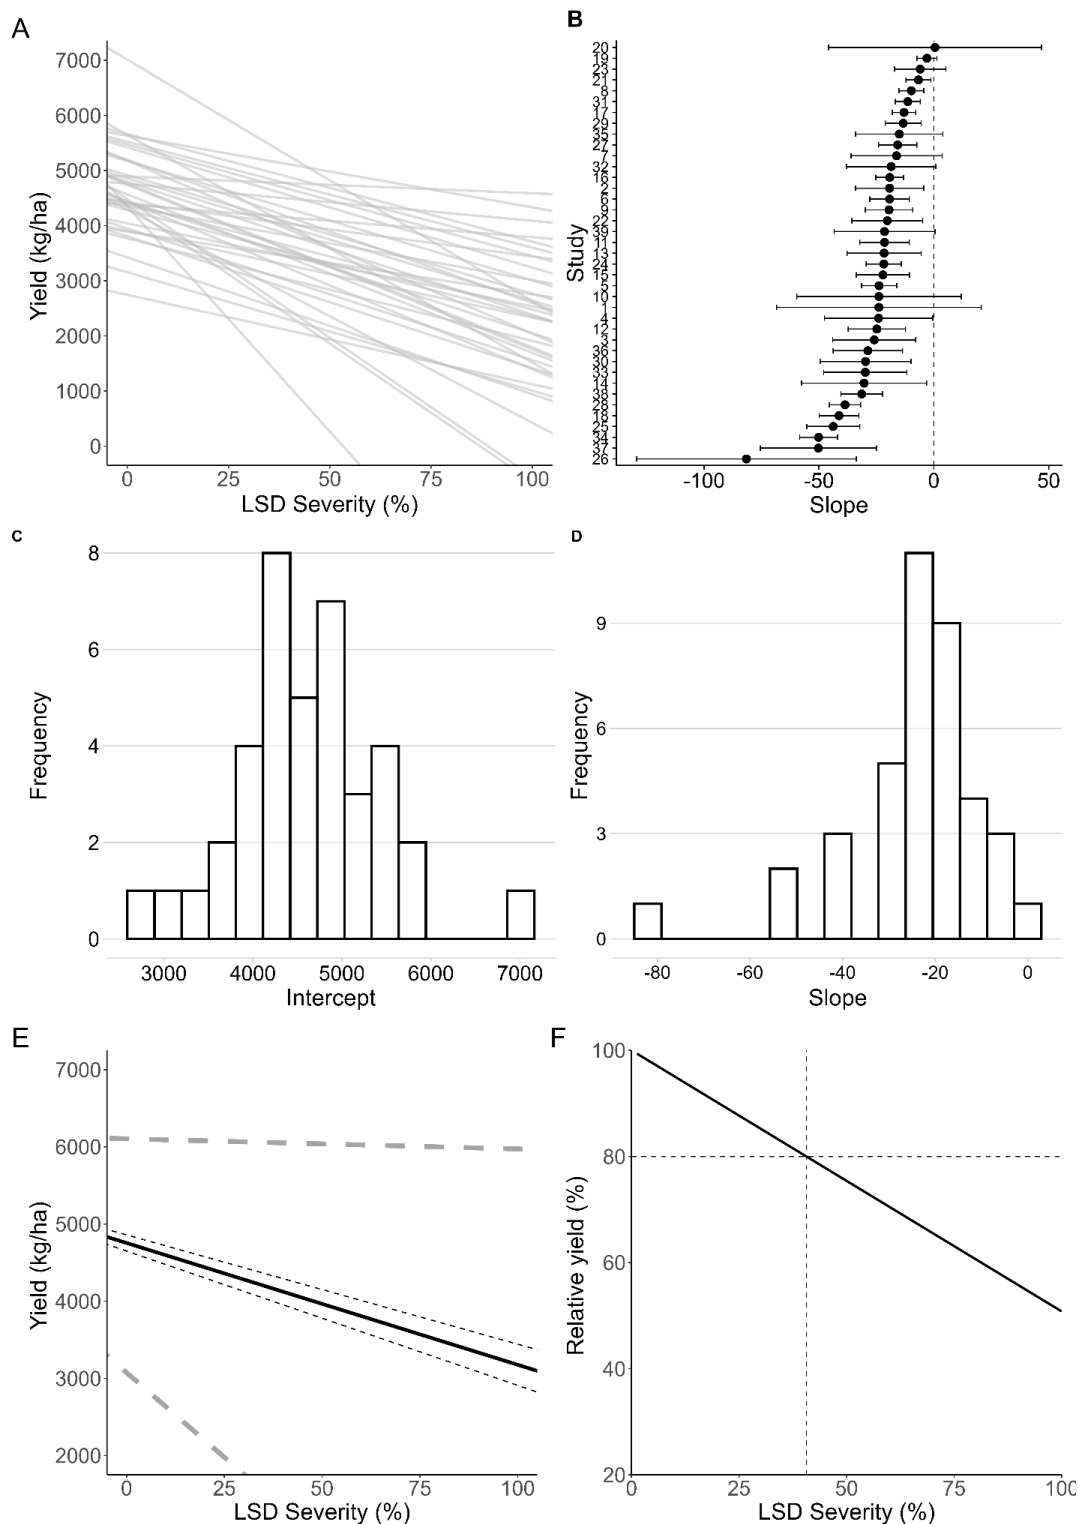 A
7000
6000
5000
4000
3000
2000
1000
0
Yield (kg/ha)
0 25 50 75 100
LSD Severity (%)
B
20
19
23
21
8
31
17
29
35
27
7
32
16
2
6
9
22
39
11
13
24
15
5
10
1
4
12
3
36
30
33
14
38
28
18
25
34
37
26
Study
-100 -50 0 50
Slope
C
8
6
4
2
0
Frequency
3000 4000 5000 6000 7000
Intercept
D
9
6
3
0
Frequency
-80 -60 -40 -20 0
Slope
E
7000
6000
5000
4000
3000
2000
Yield (kg/ha)
0 25 50 75 100
LSD Severity (%)
F
100
80
60
40
20
Relative yield (%)
0 25 50 75 100
LSD Severity (%)